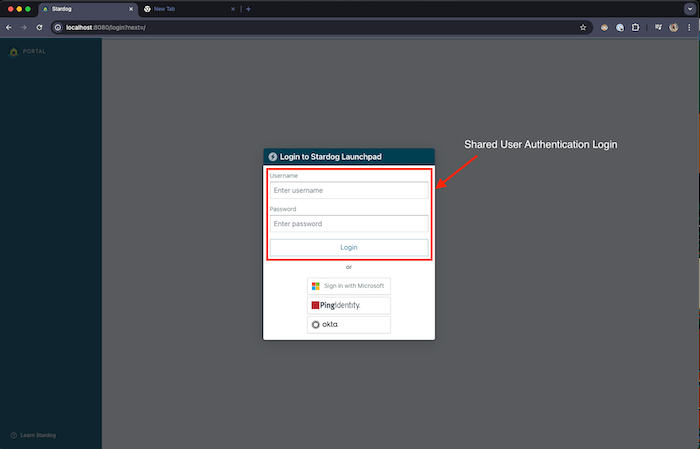 Stardog
New Tab
localhost:8080/login?next=/
PORTAL
Login to Stardog Launchpad
Shared User Authentication Login
Username
Enter username
Password
Enter password
Login
or
Sign in with Microsoft
PingIdentity.
okta
Learn Stardog